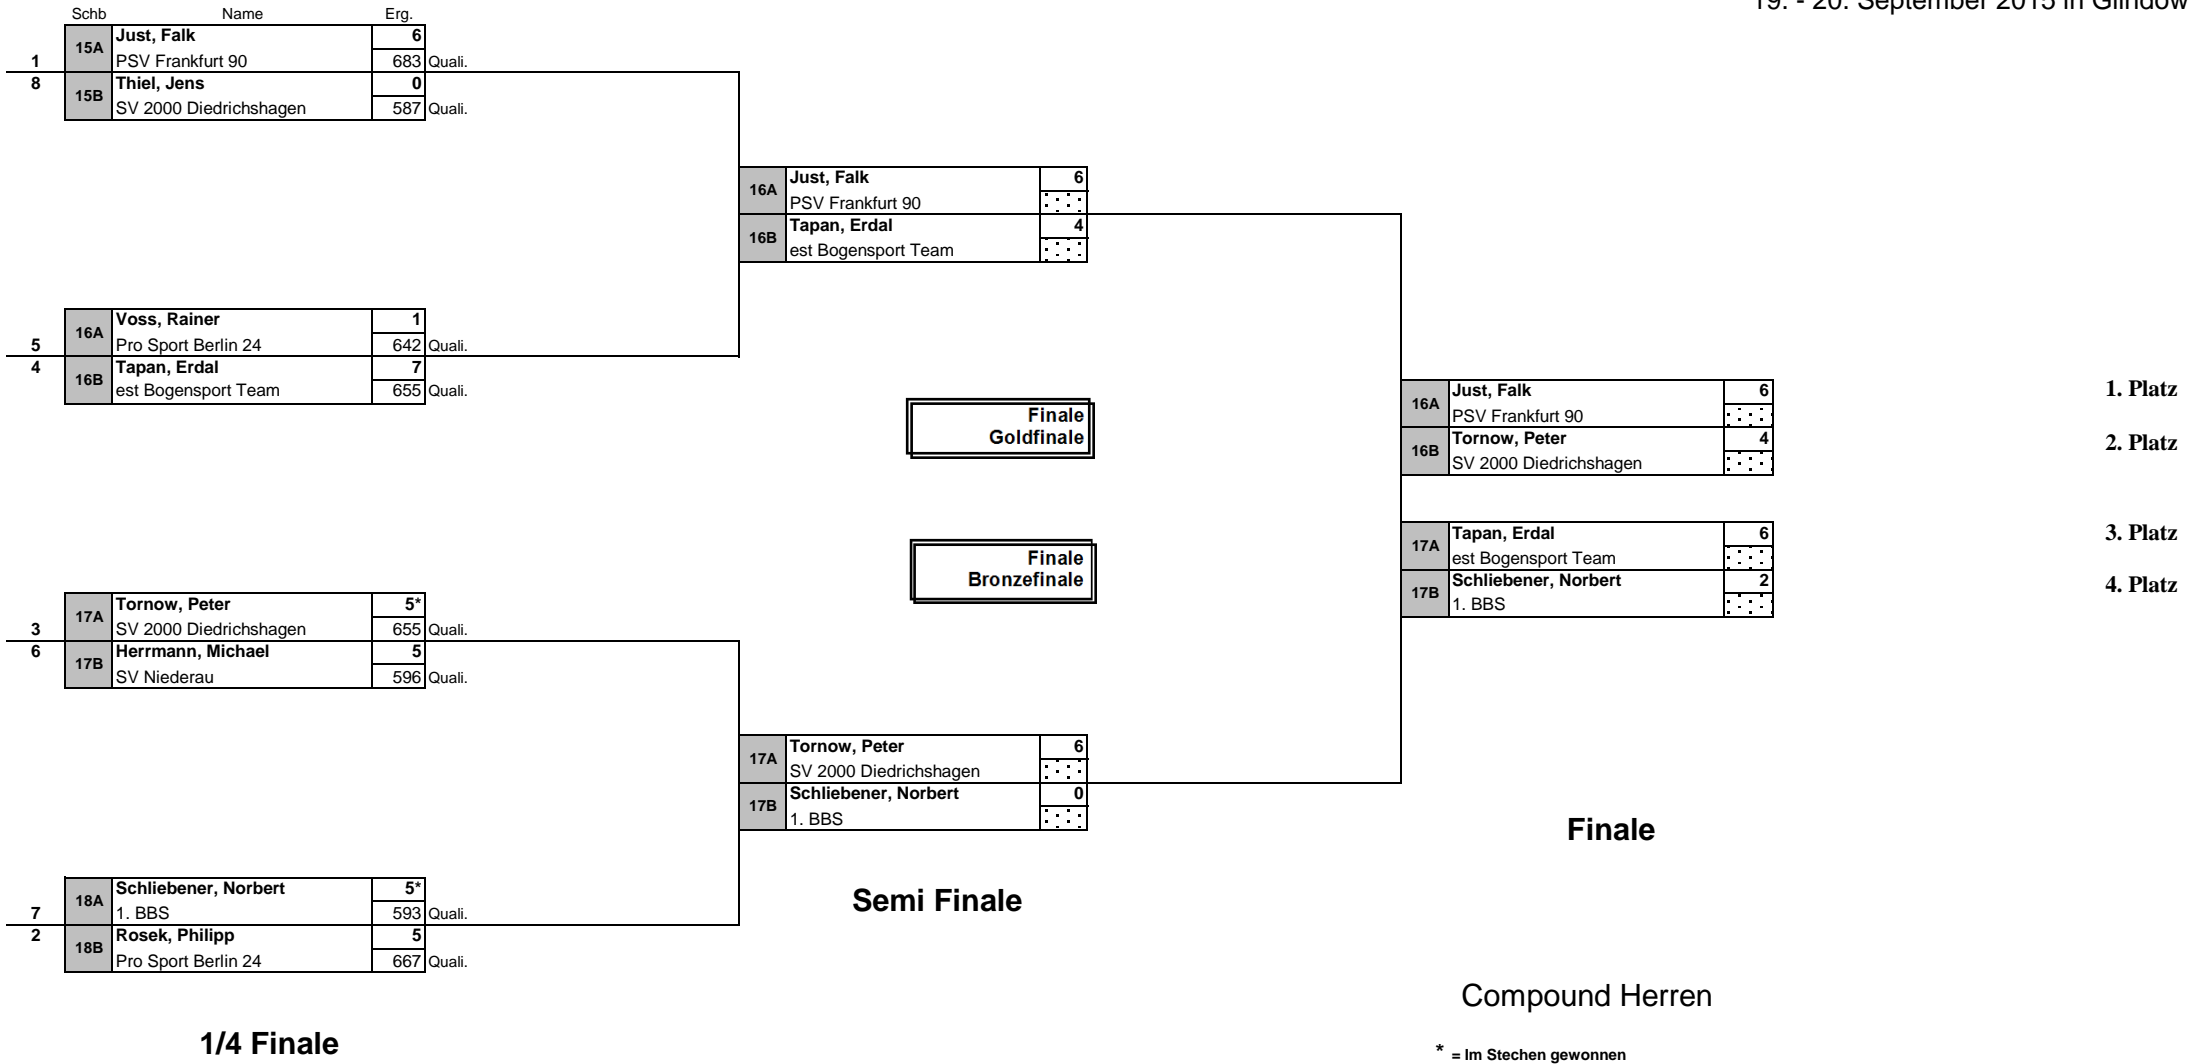 19. - 20. September 2015 in Glindow
Schb Name Erg.
15A Just, Falk 6
1 PSV Frankfurt 90 683 Quali.
8 15B Thiel, Jens 0
SV 2000 Diedrichshagen 587 Quali.
16A Just, Falk 6
PSV Frankfurt 90
16B Tapan, Erdal 4
est Bogensport Team
16A Voss, Rainer 1
5 Pro Sport Berlin 24 642 Quali.
4 16B Tapan, Erdal 7
est Bogensport Team 655 Quali.
16A Just, Falk 6 1. Platz
PSV Frankfurt 90
16B Tornow, Peter 4 2. Platz
SV 2000 Diedrichshagen
Finale
Goldfinale
17A Tapan, Erdal 6 3. Platz
est Bogensport Team
17B Schliebener, Norbert 2 4. Platz
1. BBS
Finale
Bronzefinale
17A Tornow, Peter 5*
3 SV 2000 Diedrichshagen 655 Quali.
6 17B Herrmann, Michael 5
SV Niederau 596 Quali.
17A Tornow, Peter 6
SV 2000 Diedrichshagen
17B Schliebener, Norbert 0
1. BBS
Finale
18A Schliebener, Norbert 5*
7 1. BBS 593 Quali.
2 18B Rosek, Philipp 5
Pro Sport Berlin 24 667 Quali.
Semi Finale
Compound Herren
1/4 Finale
* = Im Stechen gewonnen